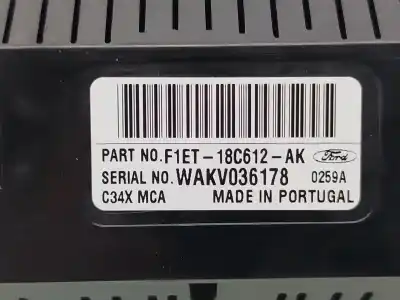 PART NO. F1ET-18C612-AK Ford
SERIAL NO. WAKV036178 0259A
C34X MCA MADE IN PORTUGAL